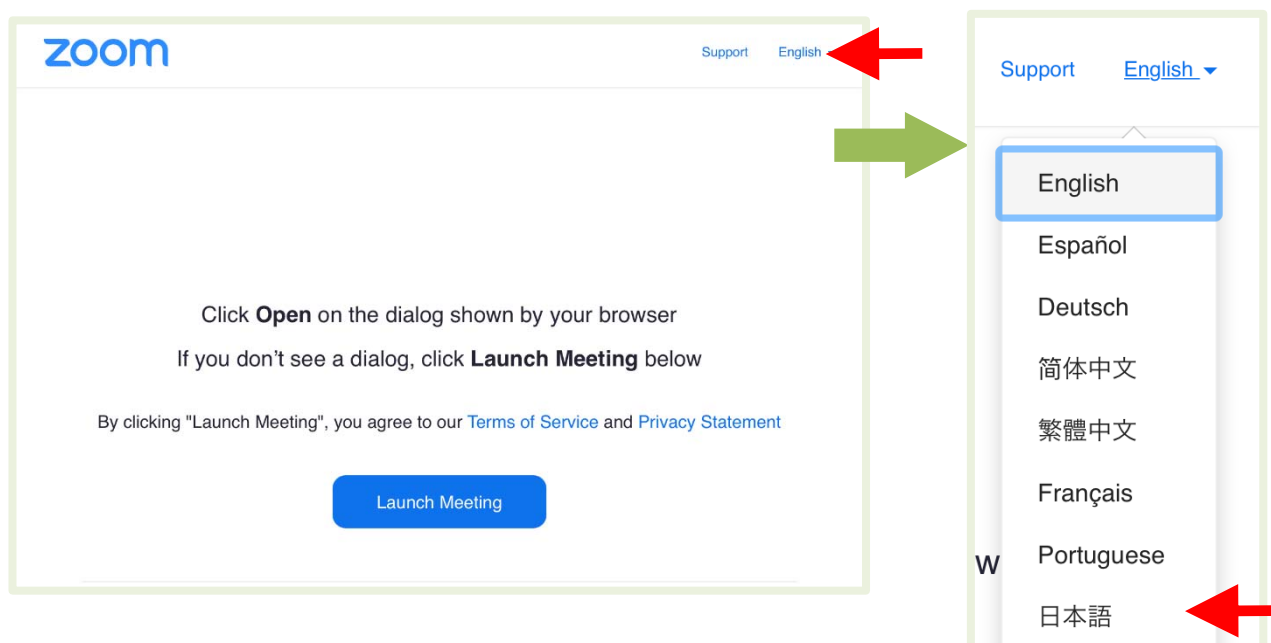 zoom
Support English
Click Open on the dialog shown by your browser
If you don't see a dialog, click Launch Meeting below
By clicking "Launch Meeting", you agree to our Terms of Service and Privacy Statement
Launch Meeting
Support English
English
Español
Deutsch
简体中文
繁體中文
Français
Portuguese
w
日本語